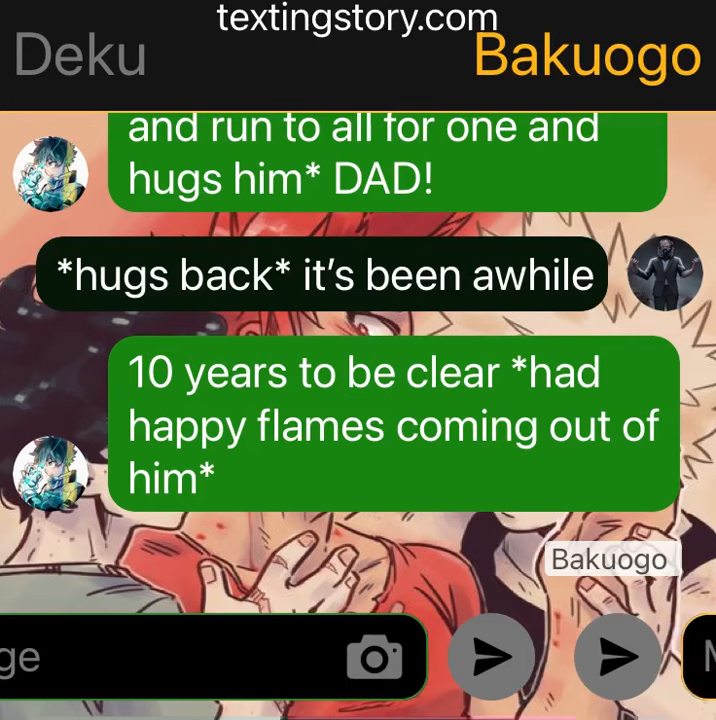 textingstory.com
Deku Bakuogo
and run to all for one and
hugs him* DAD!
*hugs back* it's been awhile
10 years to be clear *had
happy flames coming out of
him*
Bakuogo
ge M